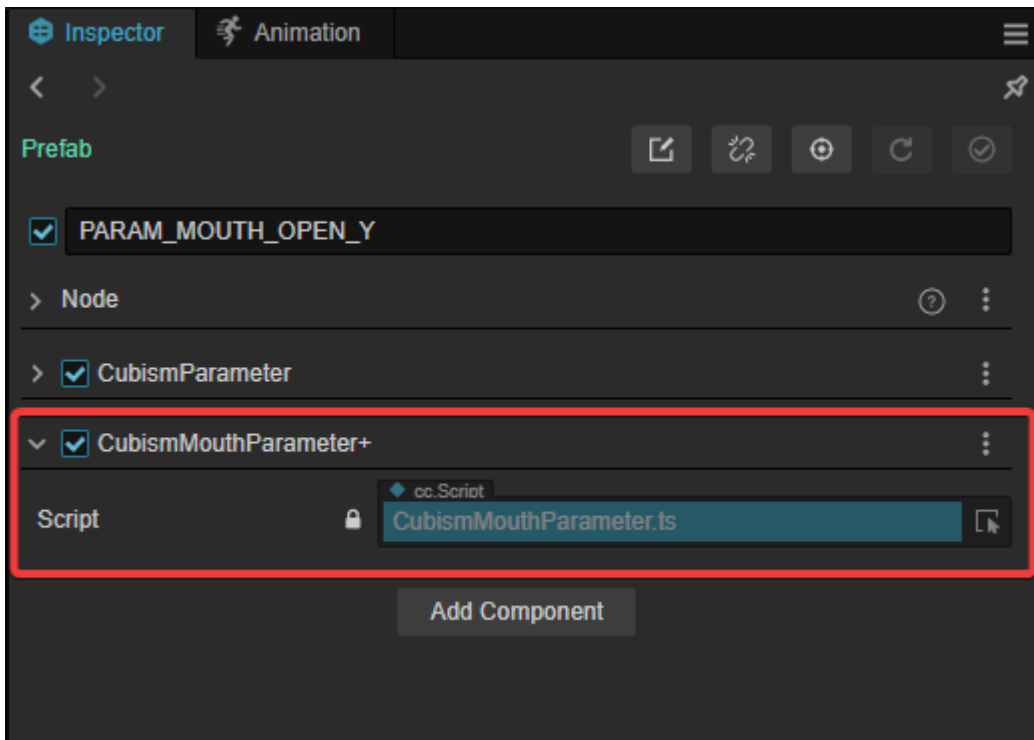 Inspector Animation
Prefab
PARAM_MOUTH_OPEN_Y
Node
CubismParameter
CubismMouthParameter+
cc.Script
Script CubismMouthParameter.ts
Add Component